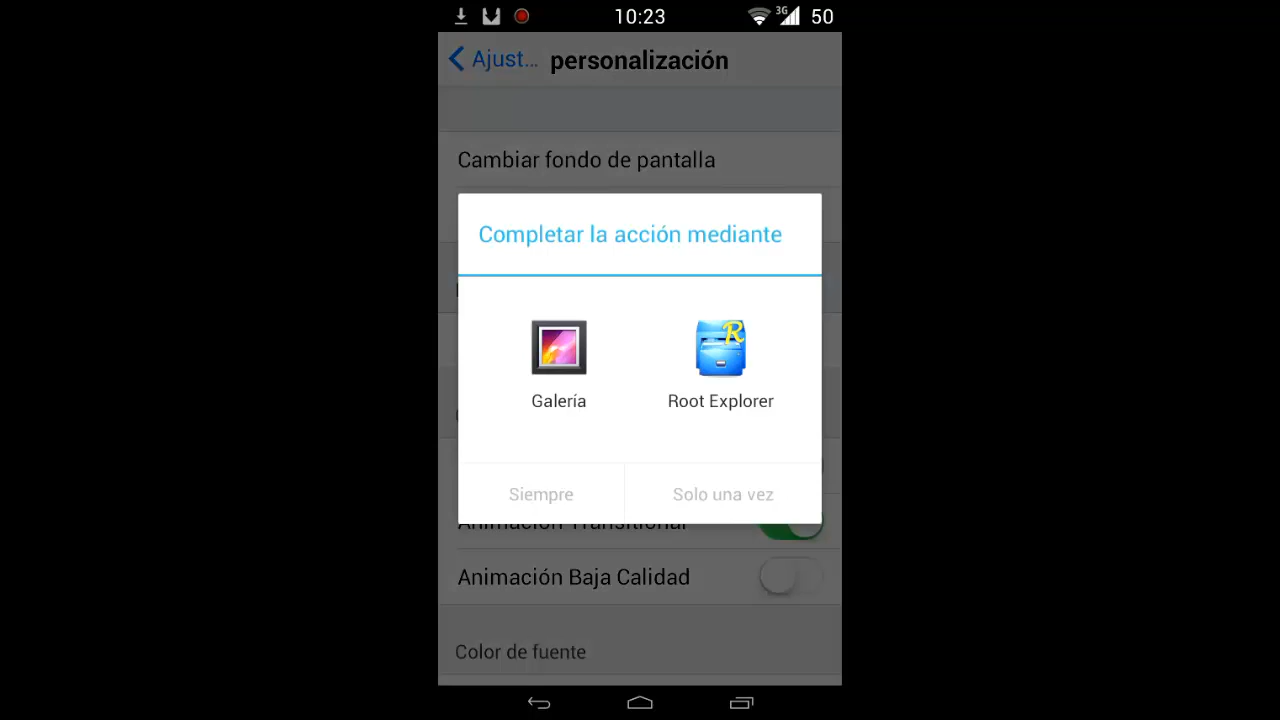 10:23 3G 50
Ajust... personalización
Cambiar fondo de pantalla
Completar la acción mediante
R
Galería Root Explorer
Siempre Solo una vez
Animación Transitional
Animación Baja Calidad
Color de fuente